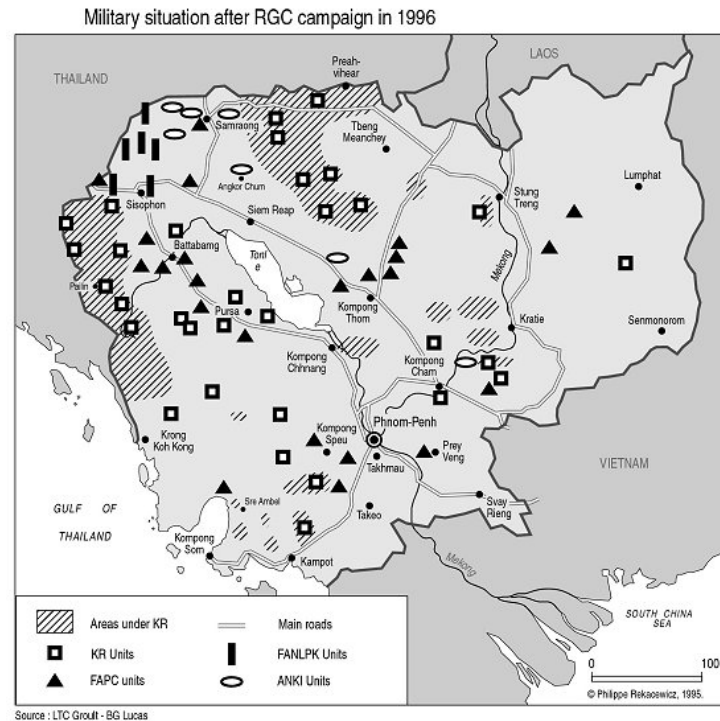 Military situation after RGC campaign in 1996
LAOS
THAILAND
Preah-
vihear
Samraong
Tbeng
Meanchey
Lumphat
Angkor Chum
Stung
Treng
Sisophon
Siem Reap
Battabamg
Tonl
e
Mekong
Pailin
Pursa
Kompong
Thom
Kratie
Senmonorom
Kompong
Chhnang
Kompong
Cham
Krong
Koh Kong
Kompong
Speu
Phnom-Penh
Prey
Veng
Takhmau
VIETNAM
GULF OF
THAILAND
Sre Ambel
Takeo
Svay
Rieng
Kompong
Som
Kampot
Mekong
SOUTH CHINA
SEA
Areas under KR
Main roads
KR Units
FANLPK Units
FAPC units
ANKI Units
0 100
© Philippe Rekacewicz, 1995.
Source : LTC Groult - BG Lucas